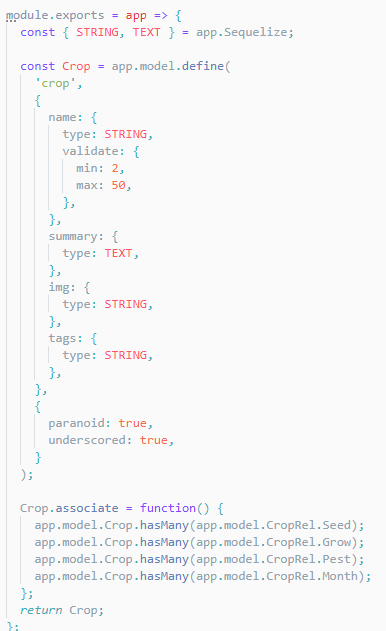 module.exports = app => {
  const { STRING, TEXT } = app.Sequelize;

  const Crop = app.model.define(
    'crop',
    {
      name: {
        type: STRING,
        validate: {
          min: 2,
          max: 50,
        },
      },
      summary: {
        type: TEXT,
      },
      img: {
        type: STRING,
      },
      tags: {
        type: STRING,
      },
    },
    {
      paranoid: true,
      underscored: true,
    }
  );

  Crop.associate = function() {
    app.model.Crop.hasMany(app.model.CropRel.Seed);
    app.model.Crop.hasMany(app.model.CropRel.Grow);
    app.model.Crop.hasMany(app.model.CropRel.Pest);
    app.model.Crop.hasMany(app.model.CropRel.Month);
  };
  return Crop;
};